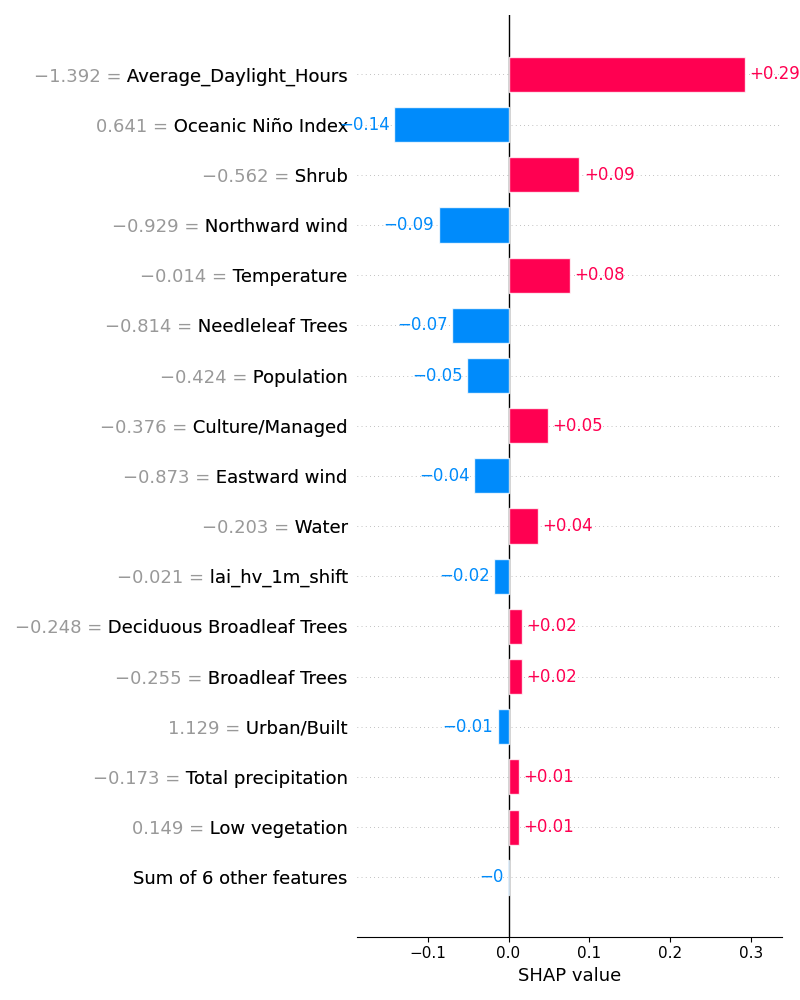 −1.392 = Average_Daylight_Hours +0.29
0.641 = Oceanic Niño Index −0.14
−0.562 = Shrub +0.09
−0.929 = Northward wind −0.09
−0.014 = Temperature +0.08
−0.814 = Needleleaf Trees −0.07
−0.424 = Population −0.05
−0.376 = Culture/Managed +0.05
−0.873 = Eastward wind −0.04
−0.203 = Water +0.04
−0.021 = lai_hv_1m_shift −0.02
−0.248 = Deciduous Broadleaf Trees +0.02
−0.255 = Broadleaf Trees +0.02
1.129 = Urban/Built −0.01
−0.173 = Total precipitation +0.01
0.149 = Low vegetation +0.01
Sum of 6 other features −0
−0.1 0.0 0.1 0.2 0.3
SHAP value